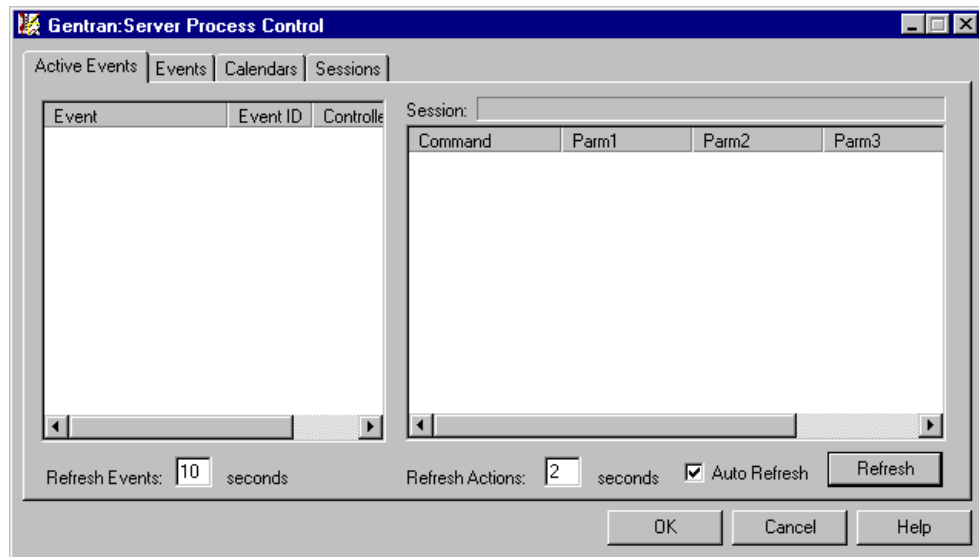 Gentran:Server Process Control
Active Events Events Calendars Sessions
Event Event ID Controlle
Session:
Command Parm1 Parm2 Parm3
Refresh Events: 10 seconds
Refresh Actions: 2 seconds Auto Refresh Refresh
OK Cancel Help